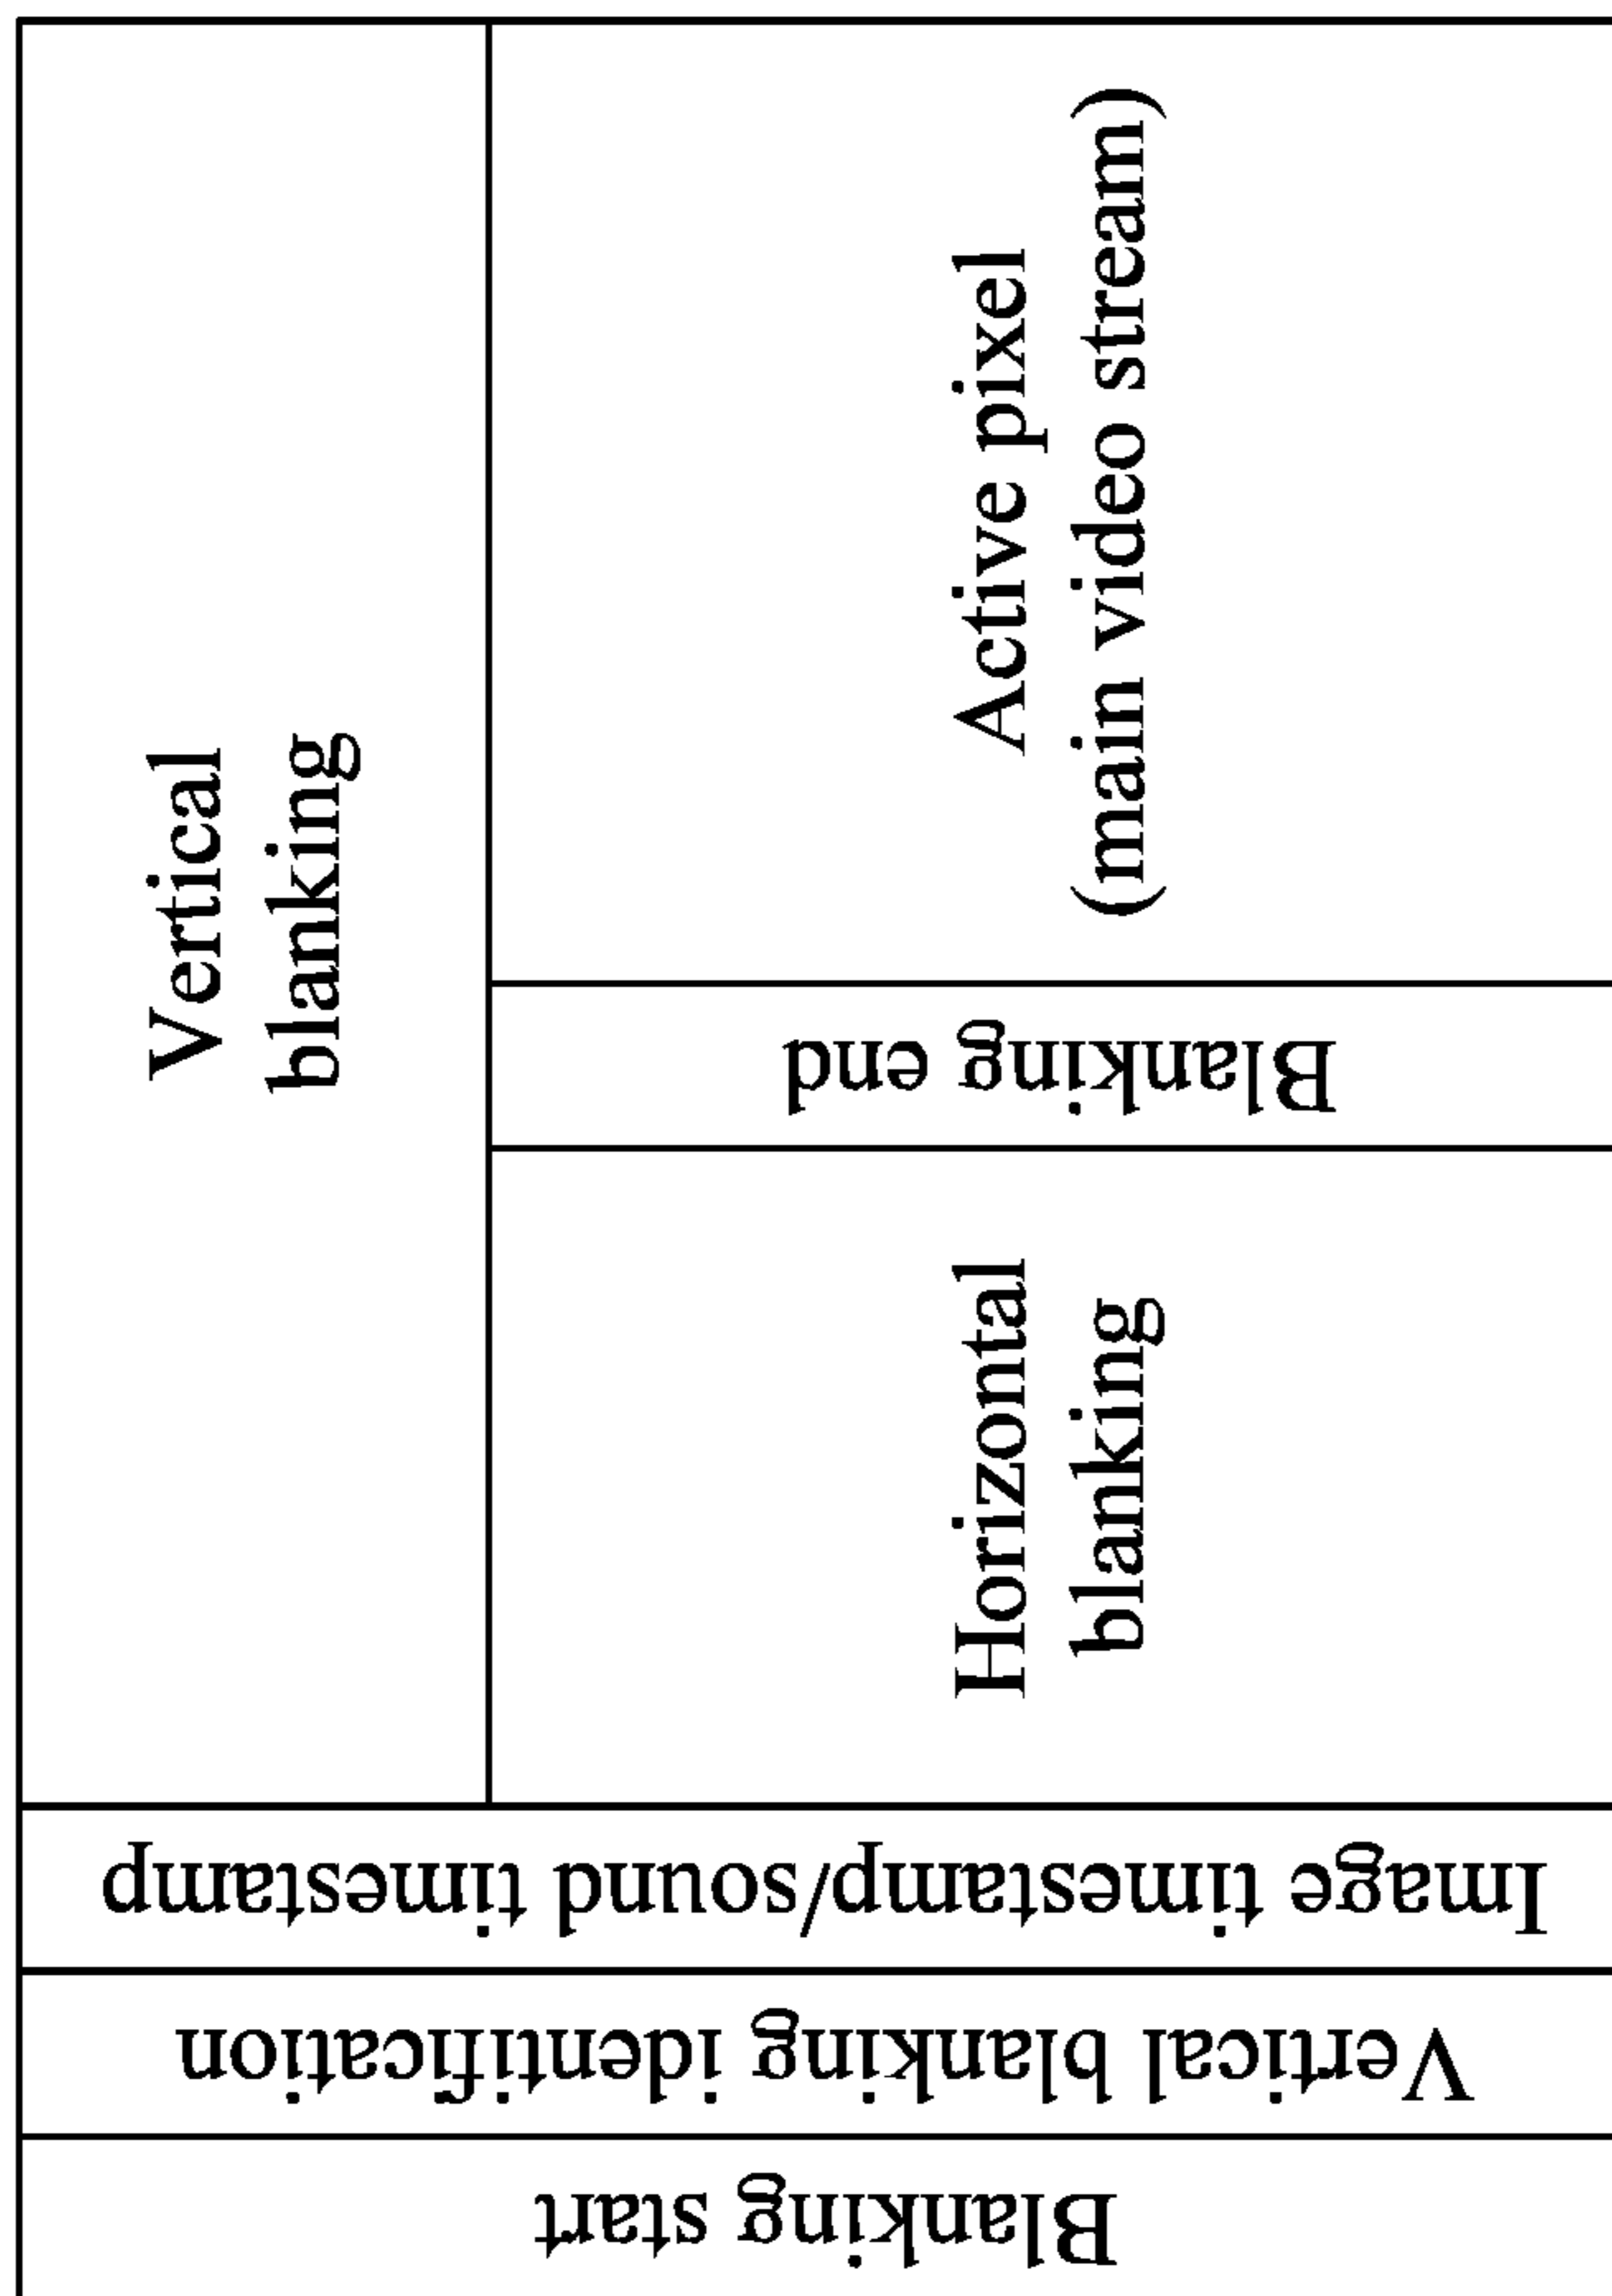 Blanking start
Vertical blanking identification
Image timestamp/sound timestamp
Vertical
blanking
Horizontal
blanking
Blanking end
Active pixel
(main video stream)